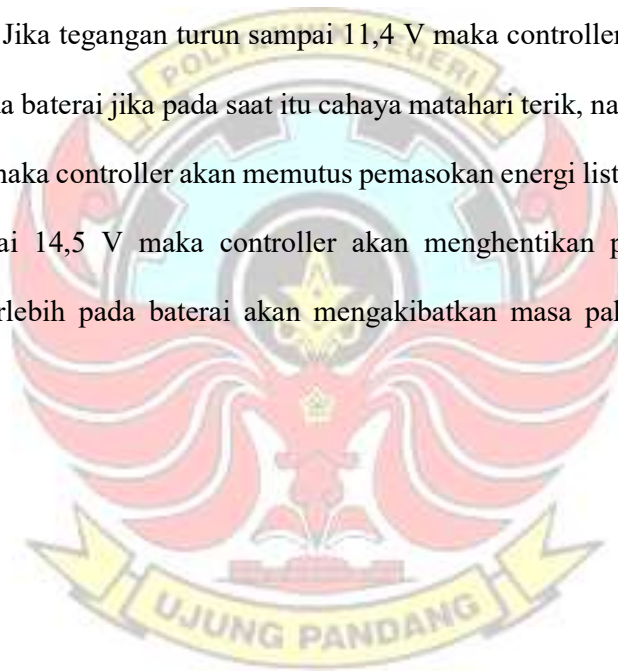 Jika tegangan turun sampai 11,4 V maka controller
a baterai jika pada saat itu cahaya matahari terik, na
maka controller akan memutus pemasokan energi list
ai 14,5 V maka controller akan menghentikan p
rlebih pada baterai akan mengakibatkan masa pa
POLITEKNIK NEGERI
UJUNG PANDANG